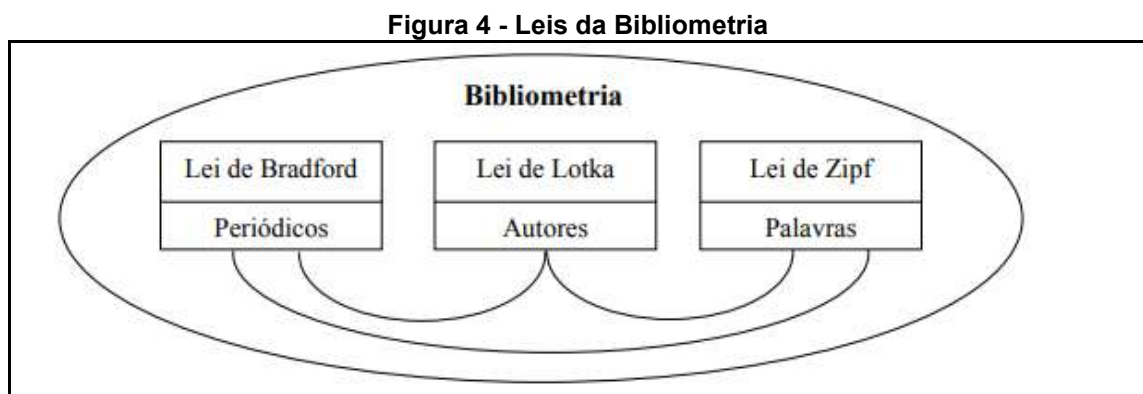 Figura 4 - Leis da Bibliometria
Bibliometria
Lei de Bradford
Periódicos
Lei de Lotka
Autores
Lei de Zipf
Palavras